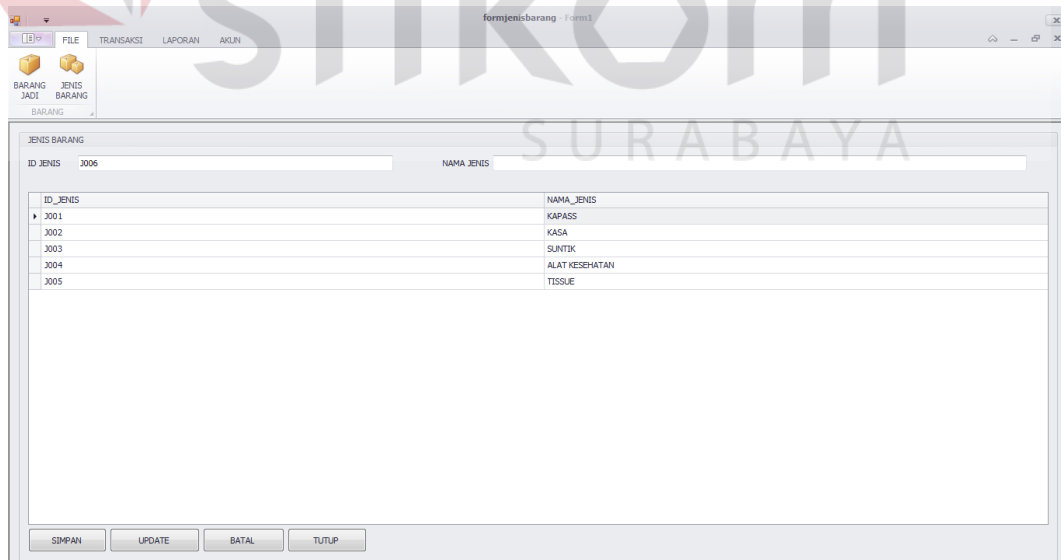 stikom
SURABAYA
formjenisbarang - Form1
FILE TRANSAKSI LAPORAN AKUN
BARANG JADI
JENIS BARANG
BARANG
JENIS BARANG
ID JENIS J006 NAMA JENIS
ID_JENIS NAMA_JENIS
J001 KAPASS
J002 KASA
J003 SUNTIK
J004 ALAT KESEHATAN
J005 TISSUE
SIMPAN UPDATE BATAL TUTUP